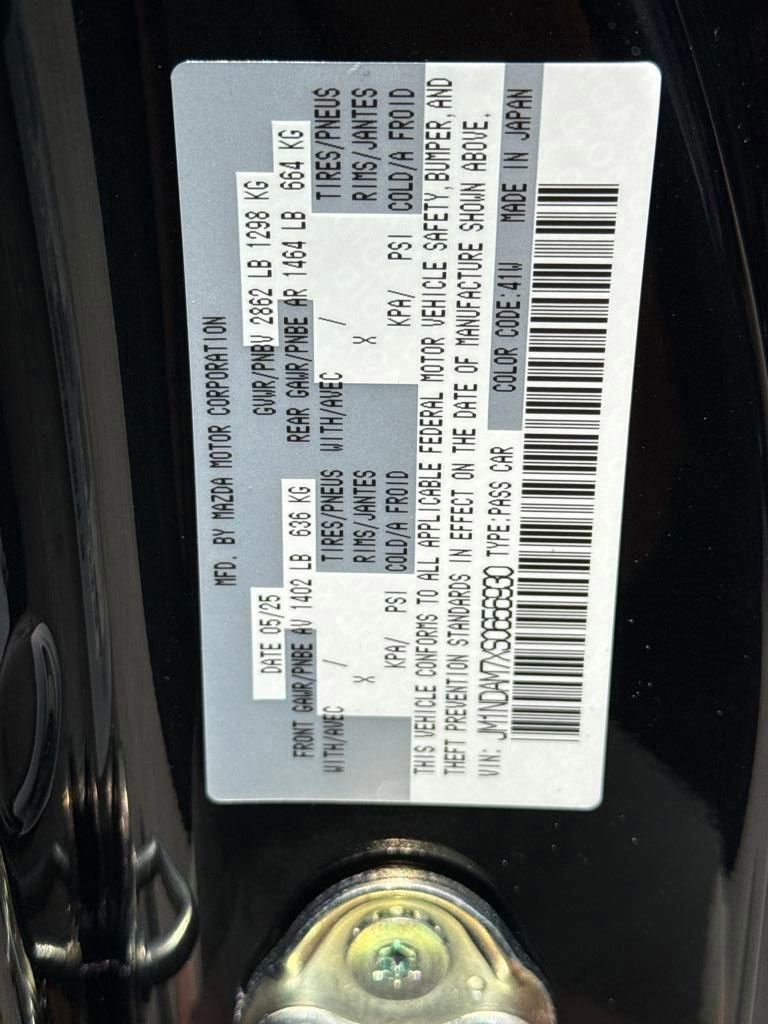 MFD. BY MAZDA MOTOR CORPORATION
DATE 05/25 GVWR/PNBV 2862 LB 1298 KG
FRONT GAWR/PNBE AV 1402 LB 636 KG REAR GAWR/PNBE AR 1464 LB 664 KG
WITH/AVEC / TIRES/PNEUS WITH/AVEC / TIRES/PNEUS
X RIMS/JANTES X RIMS/JANTES
KPA/ PSI COLD/A FROID KPA/ PSI COLD/A FROID
THIS VEHICLE CONFORMS TO ALL APPLICABLE FEDERAL MOTOR VEHICLE SAFETY, BUMPER, AND
THEFT PREVENTION STANDARDS IN EFFECT ON THE DATE OF MANUFACTURE SHOWN ABOVE.
VIN: JM1NDAM7XS0656930 TYPE:PASS CAR COLOR CODE:41W MADE IN JAPAN